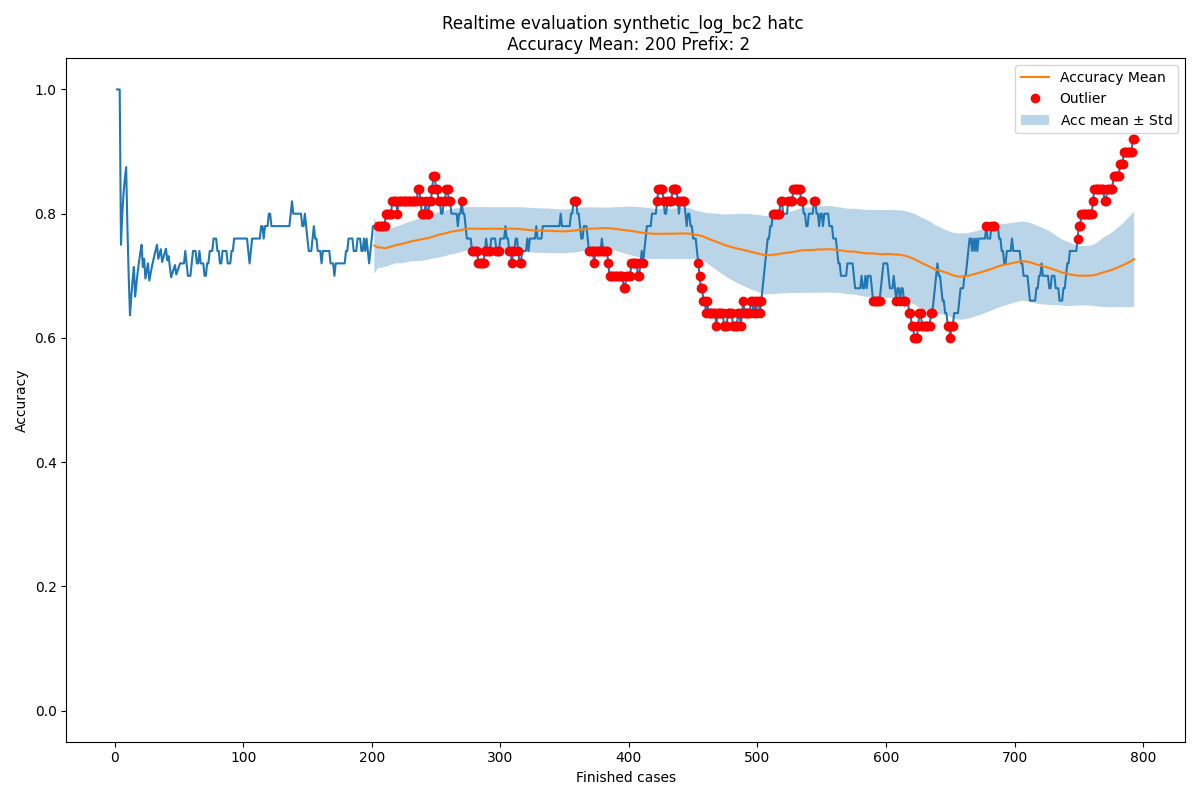 Realtime evaluation synthetic_log_bc2 hatc
Accuracy Mean: 200 Prefix: 2
Accuracy Mean
Outlier
Acc mean ± Std
1.0
0.8
0.6
0.4
0.2
0.0
Accuracy
0
100
200
300
400
500
600
700
800
Finished cases